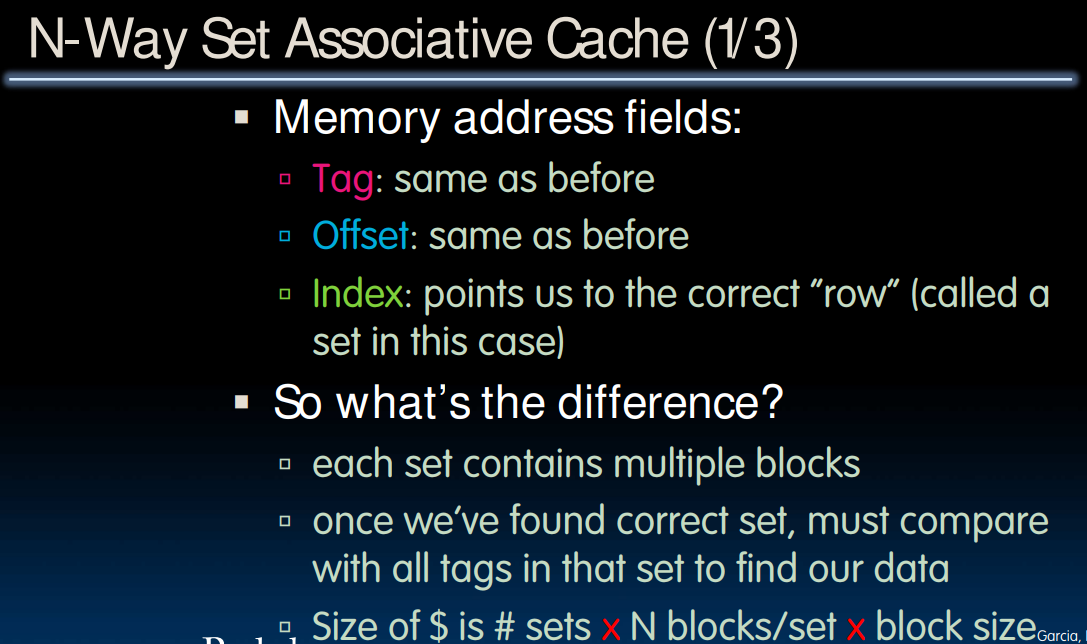 N-Way Set Associative Cache (1/3)
▪ Memory address fields:
▫ Tag: same as before
▫ Offset: same as before
▫ Index: points us to the correct “row” (called a
set in this case)
▪ So what’s the difference?
▫ each set contains multiple blocks
▫ once we’ve found correct set, must compare
with all tags in that set to find our data
▫ Size of $ is # sets x N blocks/set x block size
Garcia,